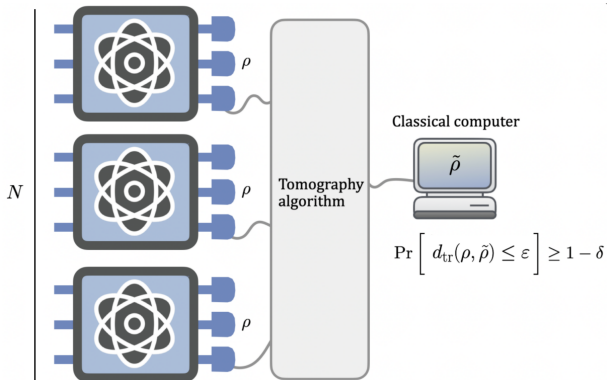 ρ
N
ρ
ρ
Tomography
algorithm
Classical computer
ρ̃
Pr [ d_tr(ρ, ρ̃) ≤ ε ] ≥ 1 − δ